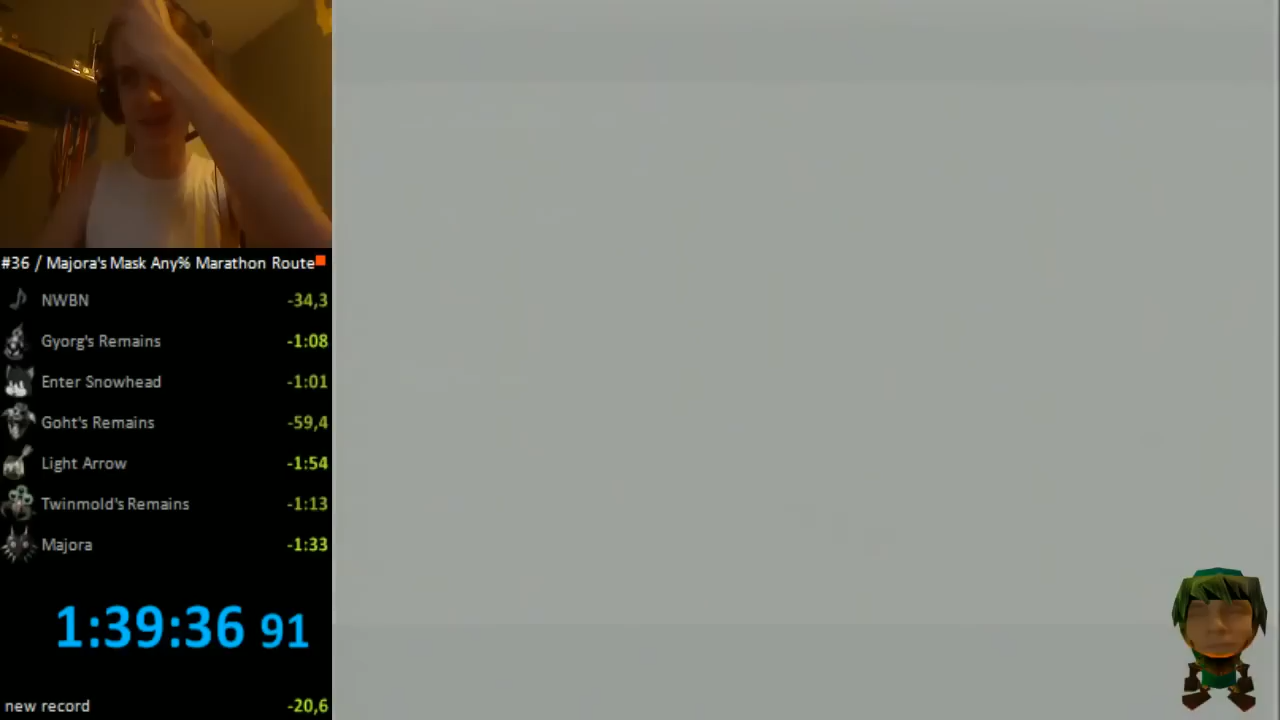 #36 / Majora's Mask Any% Marathon Route
NWBN -34,3
Gyorg's Remains -1:08
Enter Snowhead -1:01
Goht's Remains -59,4
Light Arrow -1:54
Twinmold's Remains -1:13
Majora -1:33
1:39:36 91
new record -20,6